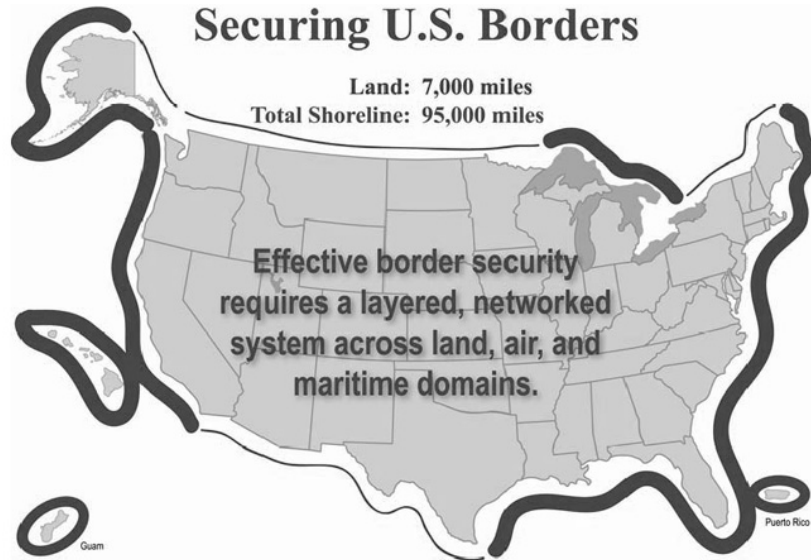 Securing U.S. Borders
Land: 7,000 miles
Total Shoreline: 95,000 miles
Effective border security
requires a layered, networked
system across land, air, and
maritime domains.
Guam
Puerto Rico